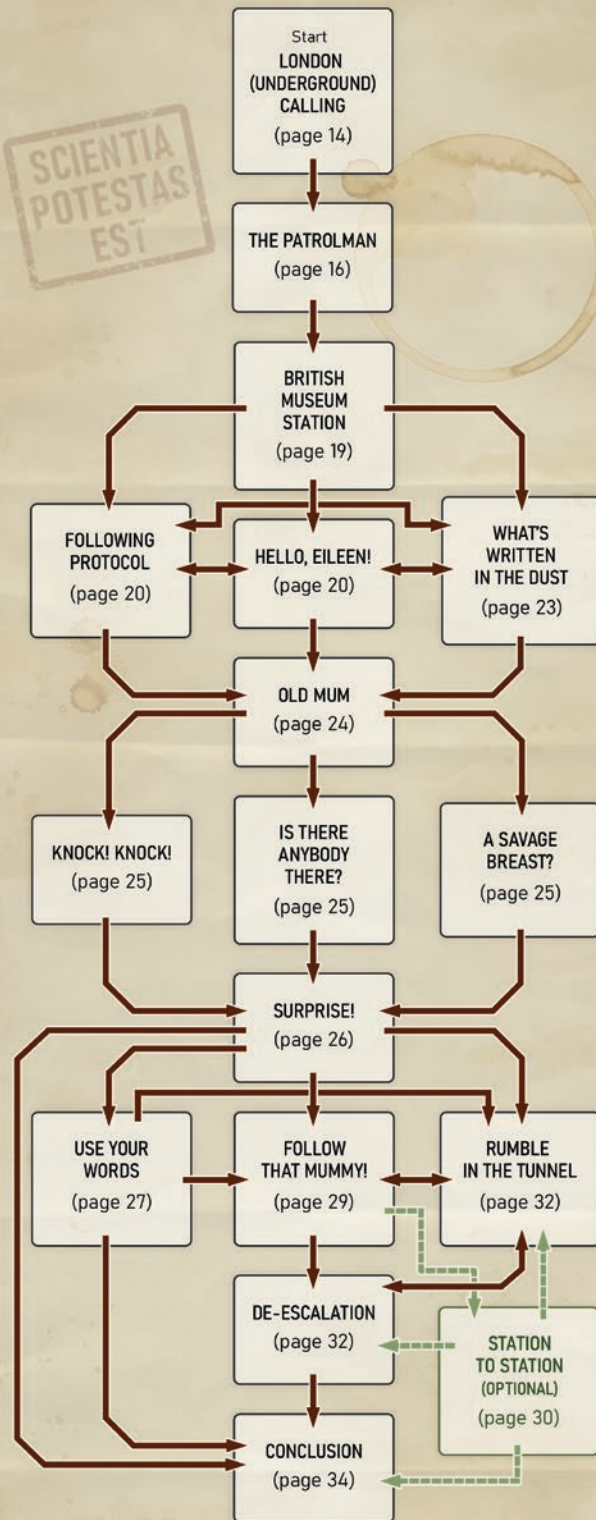 Start
LONDON
(UNDERGROUND)
CALLING
(page 14)
SCIENTIA
POTESTAS
EST
THE PATROLMAN
(page 16)
BRITISH
MUSEUM
STATION
(page 19)
FOLLOWING
PROTOCOL
(page 20)
HELLO, EILEEN!
(page 20)
WHAT'S
WRITTEN
IN THE DUST
(page 23)
OLD MUM
(page 24)
KNOCK! KNOCK!
(page 25)
IS THERE
ANYBODY
THERE?
(page 25)
A SAVAGE
BREAST?
(page 25)
SURPRISE!
(page 26)
USE YOUR
WORDS
(page 27)
FOLLOW
THAT MUMMY!
(page 29)
RUMBLE
IN THE TUNNEL
(page 32)
DE-ESCALATION
(page 32)
STATION
TO STATION
(OPTIONAL)
(page 30)
CONCLUSION
(page 34)